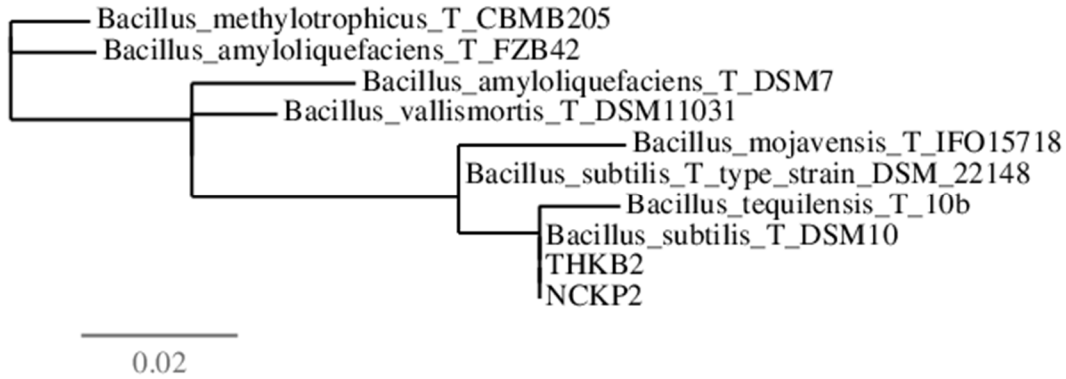 Bacillus_methylotrophicus_T_CBMB205
Bacillus_amyloliquefaciens_T_FZB42
Bacillus_amyloliquefaciens_T_DSM7
Bacillus_vallismortis_T_DSM11031
Bacillus_mojavensis_T_IFO15718
Bacillus_subtilis_T_type_strain_DSM_22148
Bacillus_tequilensis_T_10b
Bacillus_subtilis_T_DSM10
THKB2
NCKP2
0.02